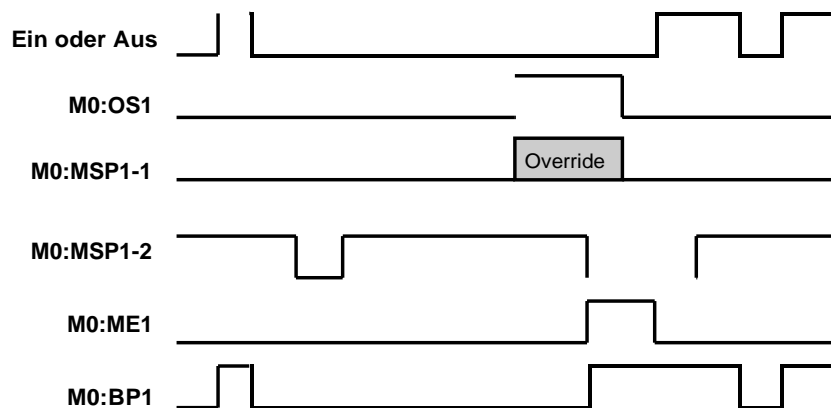 Ein oder Aus
M0:OS1
M0:MSP1-1
Override
M0:MSP1-2
M0:ME1
M0:BP1